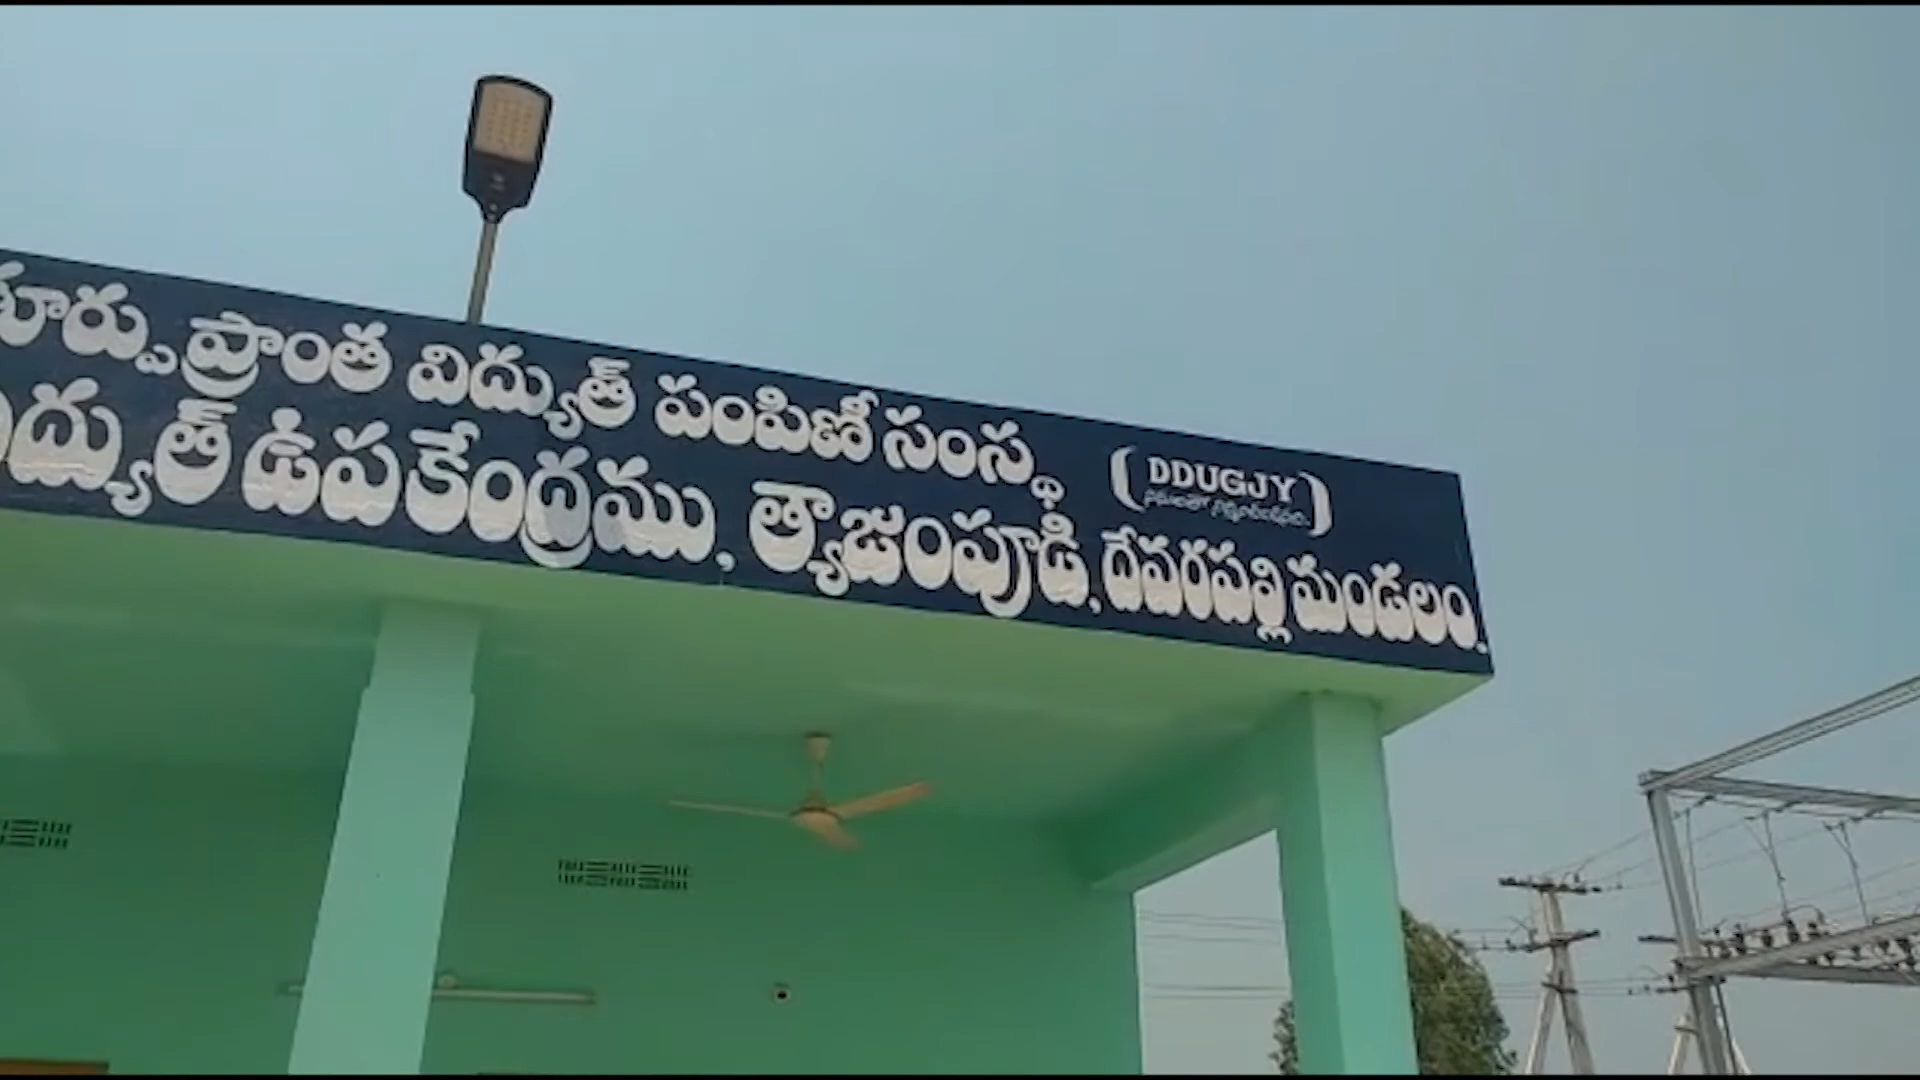 తూర్పు ప్రాంత విద్యుత్ పంపిణీ సంస్థ (DDUGJY)
విద్యుత్ ఉపకేంద్రము, త్యాజంపూడి, దేవరపల్లి మండలం.